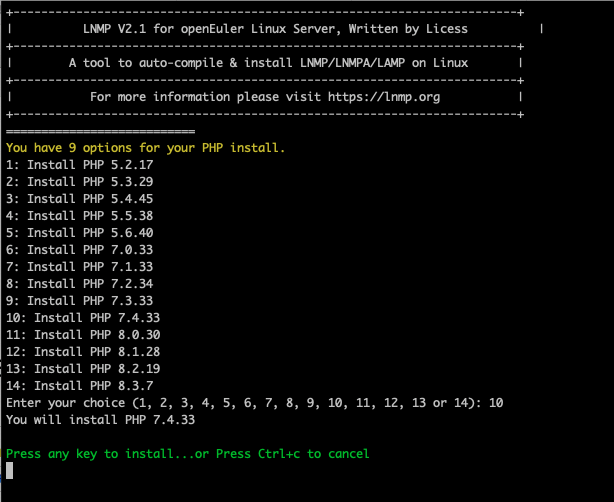 +------------------------------------------------------------------------+
|          LNMP V2.1 for openEuler Linux Server, Written by Licess          |
+------------------------------------------------------------------------+
|        A tool to auto-compile & install LNMP/LNMPA/LAMP on Linux       |
+------------------------------------------------------------------------+
|           For more information please visit https://lnmp.org           |
+------------------------------------------------------------------------+
===========================
You have 9 options for your PHP install.
1: Install PHP 5.2.17
2: Install PHP 5.3.29
3: Install PHP 5.4.45
4: Install PHP 5.5.38
5: Install PHP 5.6.40
6: Install PHP 7.0.33
7: Install PHP 7.1.33
8: Install PHP 7.2.34
9: Install PHP 7.3.33
10: Install PHP 7.4.33
11: Install PHP 8.0.30
12: Install PHP 8.1.28
13: Install PHP 8.2.19
14: Install PHP 8.3.7
Enter your choice (1, 2, 3, 4, 5, 6, 7, 8, 9, 10, 11, 12, 13 or 14): 10
You will install PHP 7.4.33
Press any key to install...or Press Ctrl+c to cancel